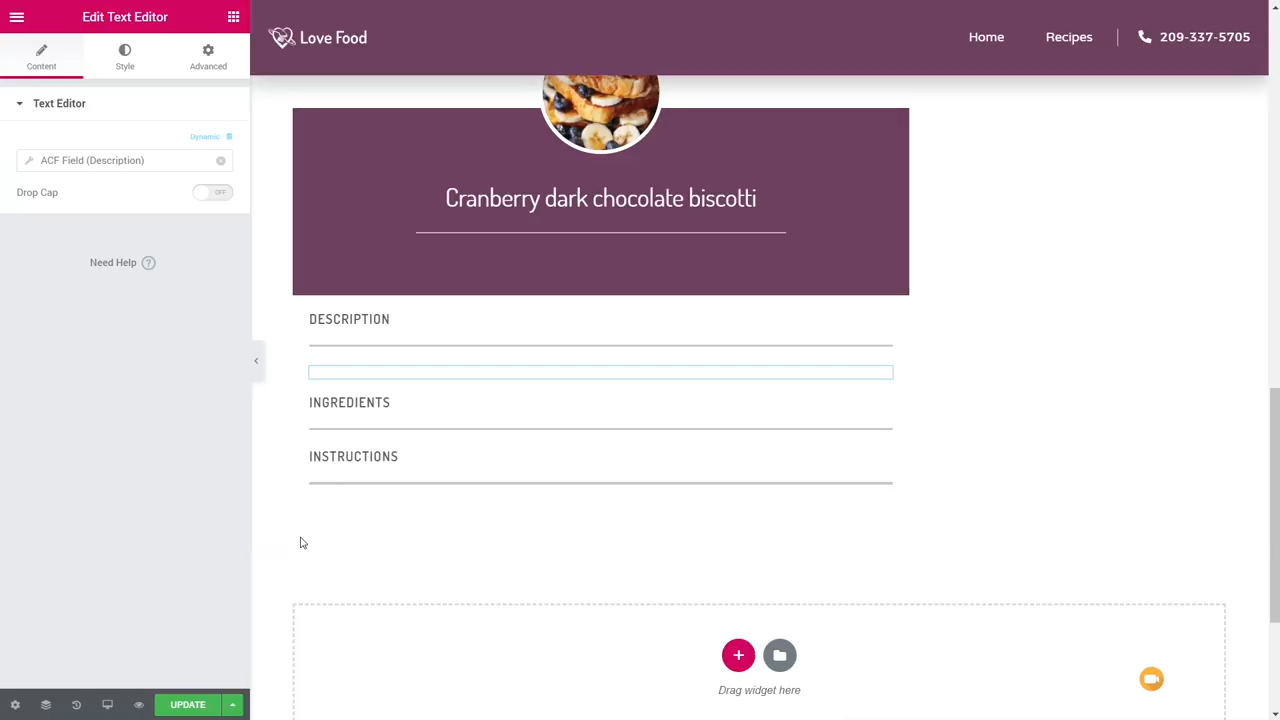 Edit Text Editor
Content
Style
Advanced
Text Editor
Dynamic
ACF Field (Description)
Drop Cap
OFF
Need Help ?
UPDATE
Love Food
Home
Recipes
209-337-5705
Cranberry dark chocolate biscotti
DESCRIPTION
INGREDIENTS
INSTRUCTIONS
Drag widget here